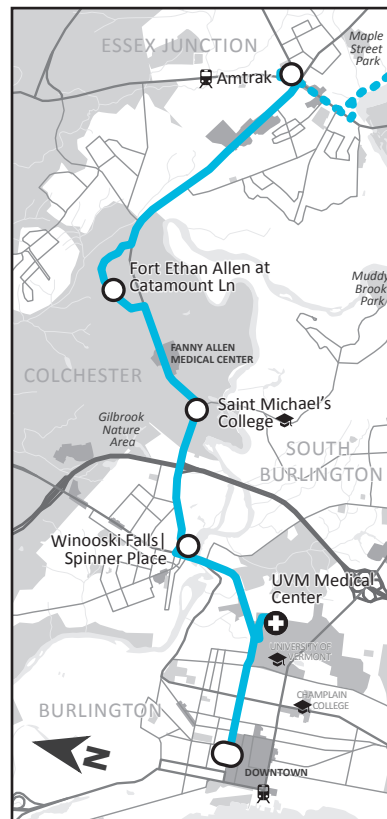 ESSEX JUNCTION
Maple
Street
Park
Amtrak
Fort Ethan Allen at
Catamount Ln
Muddy
Brook
Park
FANNY ALLEN
MEDICAL CENTER
COLCHESTER
Saint Michael's
College
Gilbrook
Nature
Area
SOUTH
BURLINGTON
Winooski Falls|
Spinner Place
UVM Medical
Center
UNIVERSITY OF
VERMONT
CHAMPLAIN
COLLEGE
BURLINGTON
N
DOWNTOWN